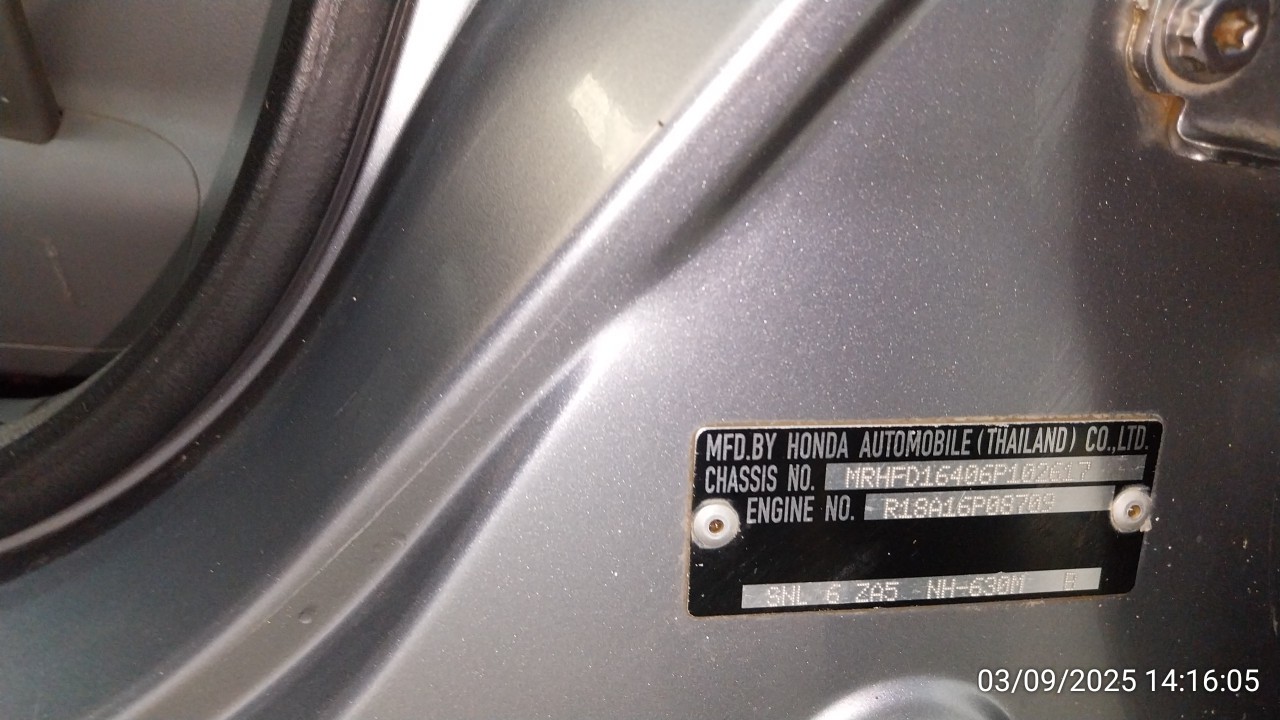 MFD.BY HONDA AUTOMOBILE (THAILAND) CO.,LTD.
CHASSIS NO. MRHFD16406P102617
ENGINE NO. R18A16P08709
SNL 6 ZA5 NH-630M B
03/09/2025 14:16:05